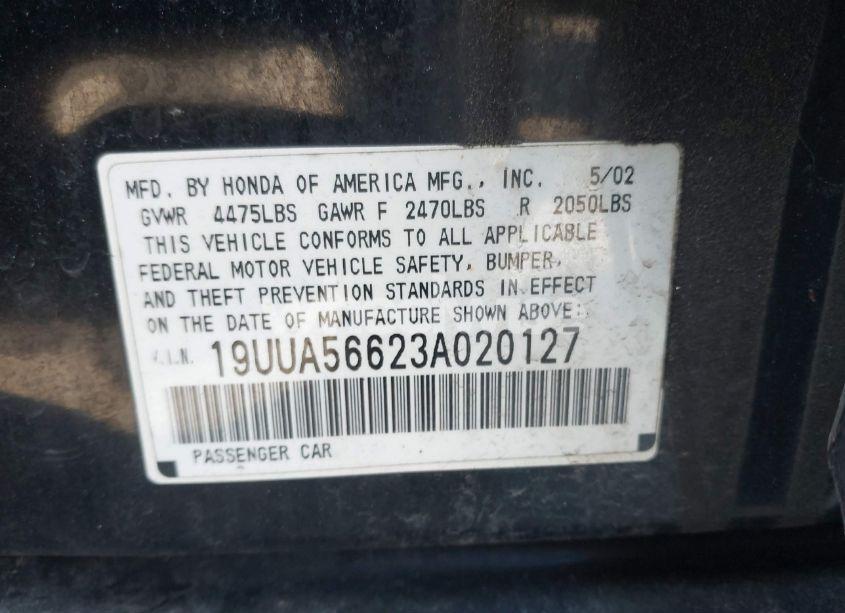 MFD. BY HONDA OF AMERICA MFG., INC. 5/02
GVWR 4475LBS GAWR F 2470LBS R 2050LBS
THIS VEHICLE CONFORMS TO ALL APPLICABLE
FEDERAL MOTOR VEHICLE SAFETY, BUMPER,
AND THEFT PREVENTION STANDARDS IN EFFECT
ON THE DATE OF MANUFACTURE SHOWN ABOVE:
V.I.N. 19UUA56623A020127
PASSENGER CAR